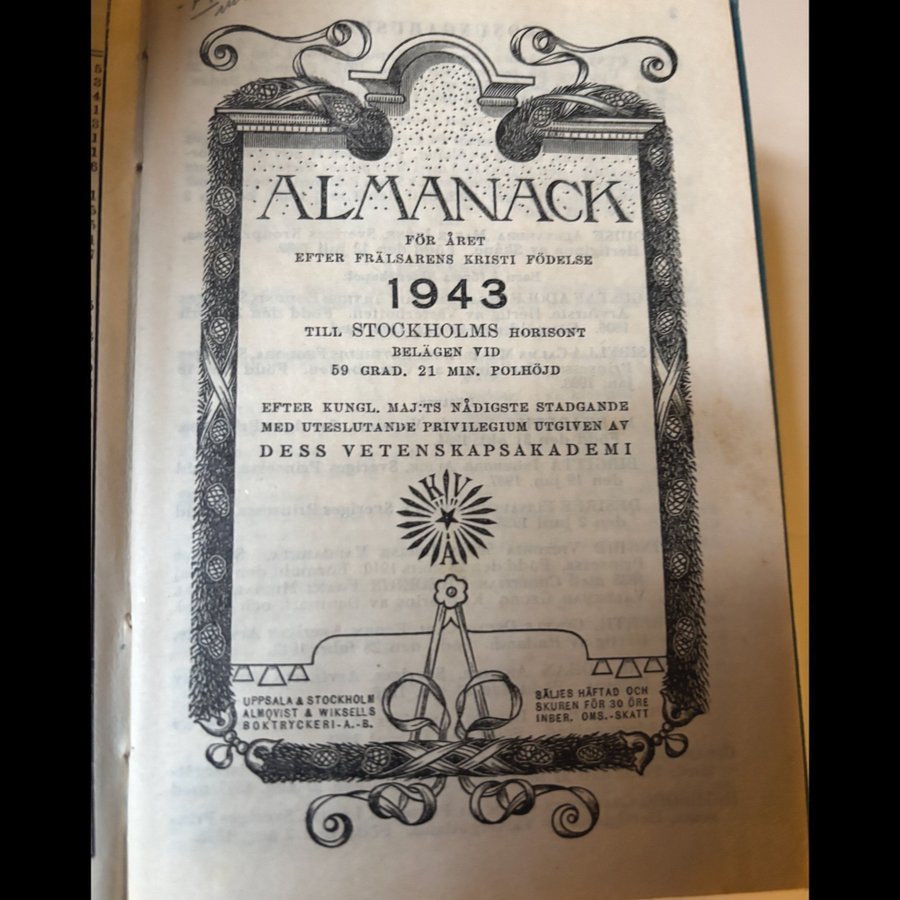 ALMANACK
FÖR ÅRET
EFTER FRÄLSARENS KRISTI FÖDELSE
1943
TILL STOCKHOLMS HORISONT
BELÄGEN VID
59 GRAD. 21 MIN. POLHÖJD
EFTER KUNGL. MAJ:TS NÅDIGSTE STADGANDE
MED UTESLUTANDE PRIVILEGIUM UTGIVEN AV
DESS VETENSKAPSAKADEMI
K V
A
UPPSALA & STOCKHOLM
ALMQVIST & WIKSELLS
BOKTRYCKERI-A.-B.
SÄLJES HÄFTAD OCH
SKUREN FÖR 30 ÖRE
INBER. OMS.-SKATT